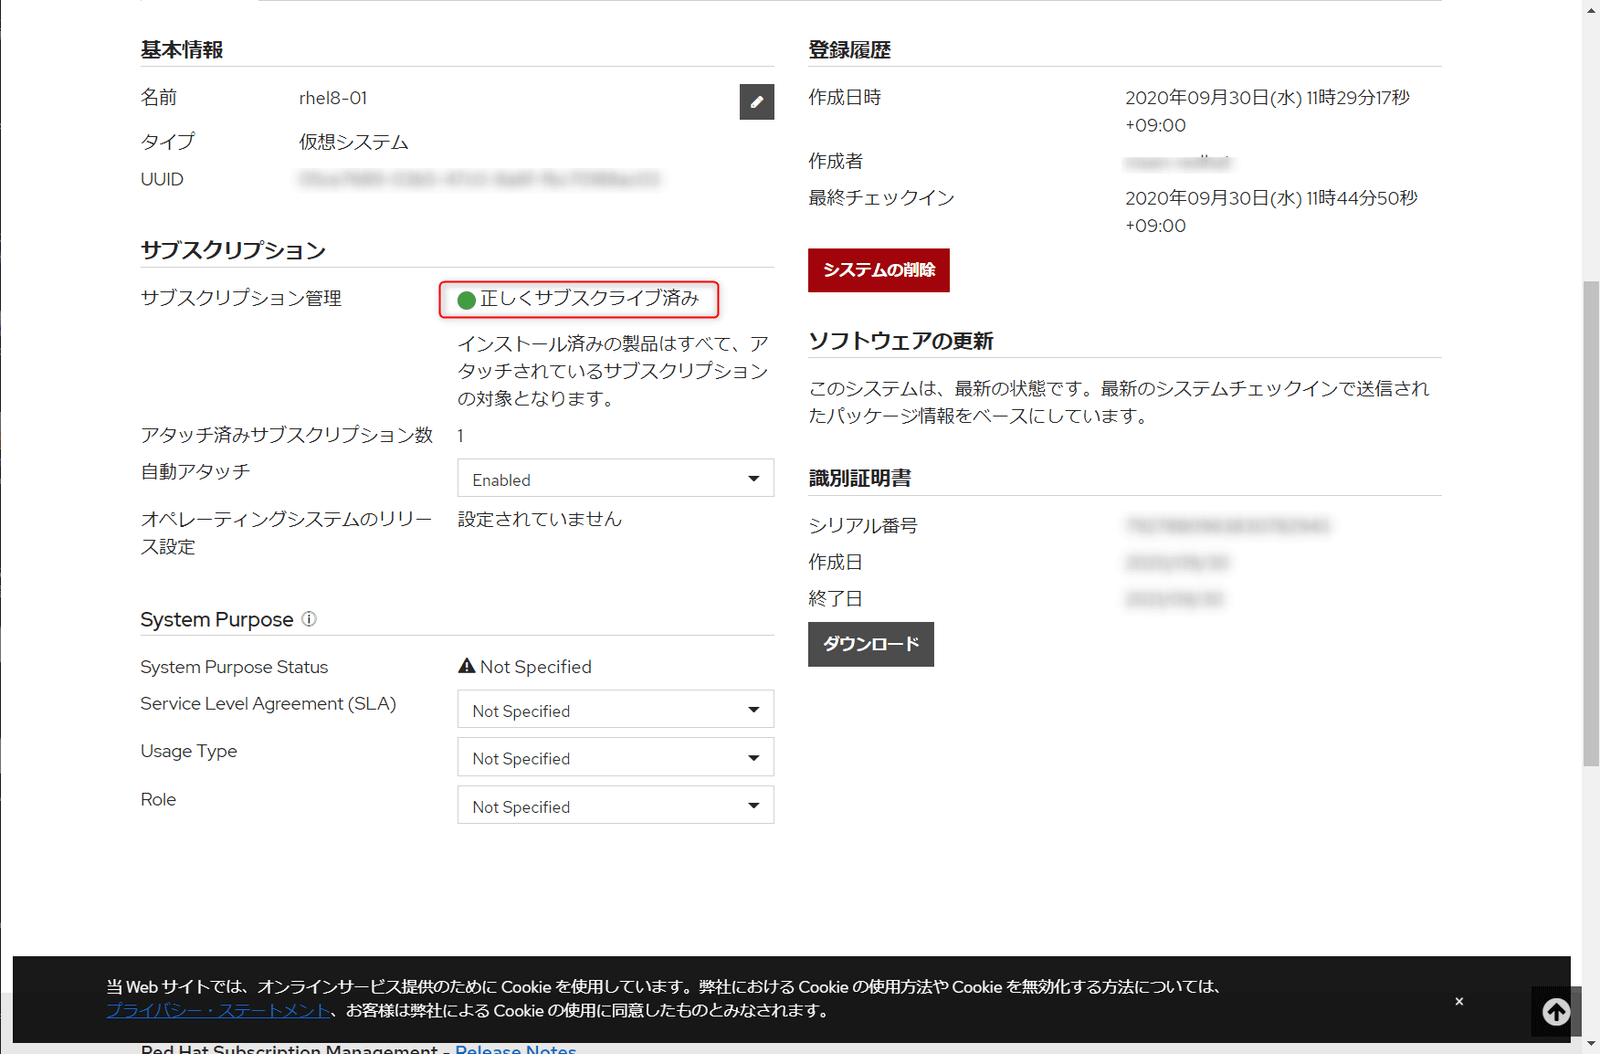 基本情報
名前 rhel8-01
タイプ 仮想システム
UUID
サブスクリプション
サブスクリプション管理 正しくサブスクライブ済み
インストール済みの製品はすべて、ア
タッチされているサブスクリプション
の対象となります。
アタッチ済みサブスクリプション数 1
自動アタッチ Enabled
オペレーティングシステムのリリー 設定されていません
ス設定
System Purpose
System Purpose Status Not Specified
Service Level Agreement (SLA) Not Specified
Usage Type Not Specified
Role Not Specified
登録履歴
作成日時 2020年09月30日(水) 11時29分17秒
+09:00
作成者
最終チェックイン 2020年09月30日(水) 11時44分50秒
+09:00
システムの削除
ソフトウェアの更新
このシステムは、最新の状態です。最新のシステムチェックインで送信され
たパッケージ情報をベースにしています。
識別証明書
シリアル番号
作成日
終了日
ダウンロード
当 Web サイトでは、オンラインサービス提供のために Cookie を使用しています。弊社における Cookie の使用方法や Cookie を無効化する方法については、
プライバシー・ステートメント、お客様は弊社による Cookie の使用に同意したものとみなされます。
×
Red Hat Subscription Management - Release Notes